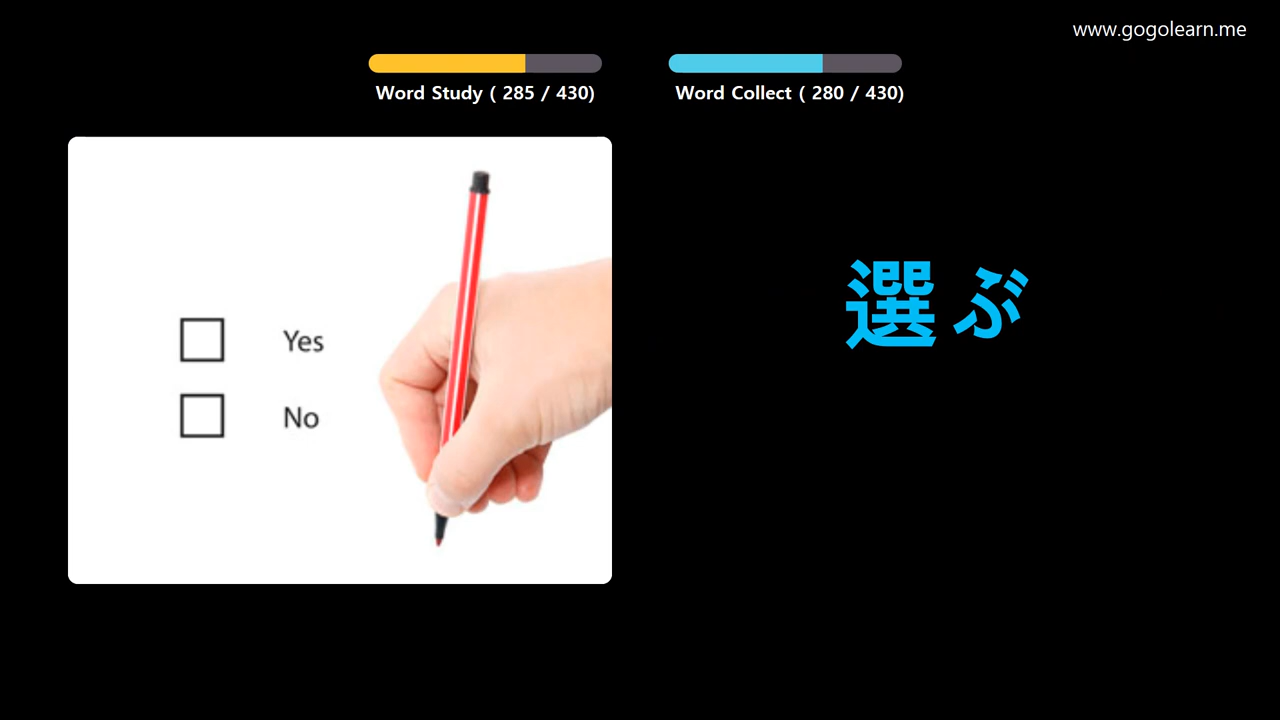 www.gogolearn.me
Word Study ( 285 / 430)
Word Collect ( 280 / 430)
選ぶ
Yes
No